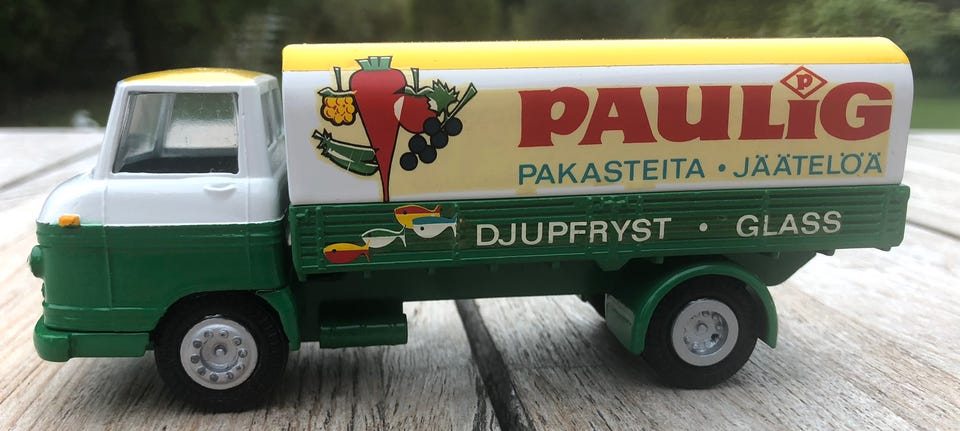 P
PAULiG
PAKASTEITA • JÄÄTELÖÄ
DJUPFRYST • GLASS